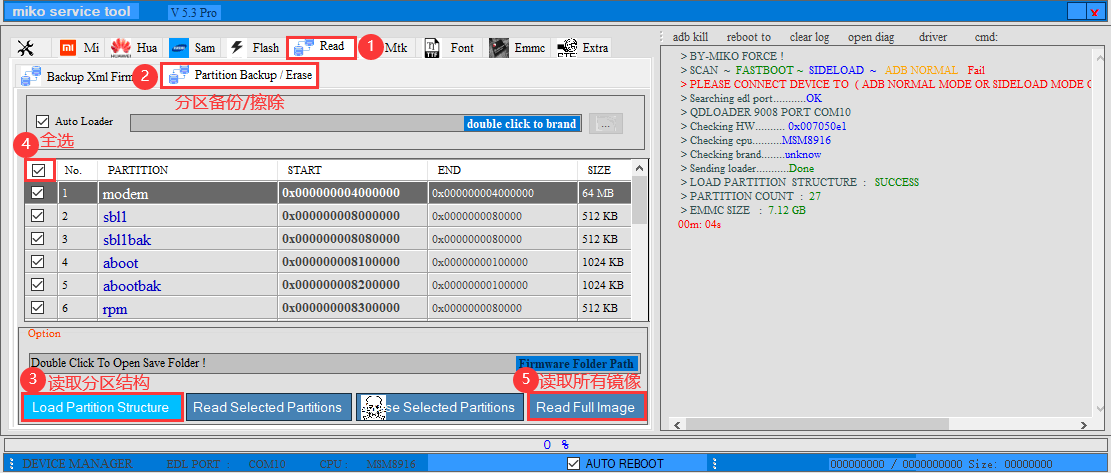 miko service tool V 5.3 Pro x
Mi Hua Sam Flash Read 1 Mtk Font Emmc Extra
HUAWEI
Backup Xml Firm 2 Partition Backup / Erase
分区备份/擦除
Auto Loader double click to brand ...
4 全选
No. PARTITION START END SIZE
1 modem 0x000000004000000 0x000000004000000 64 MB
2 sbl1 0x000000008000000 0x00000000080000 512 KB
3 sbl1bak 0x000000008080000 0x00000000080000 512 KB
4 aboot 0x000000008100000 0x00000000100000 1024 KB
5 abootbak 0x000000008200000 0x00000000100000 1024 KB
6 rpm 0x000000008300000 0x00000000080000 512 KB
Option
Double Click To Open Save Folder ! Firmware Folder Path
3 读取分区结构 5 读取所有镜像
Load Partition Structure Read Selected Partitions se Selected Partitions Read Full Image
adb kill reboot to clear log open diag driver cmd:
> BY-MIKO FORCE !
> SCAN ~ FASTBOOT ~ SIDELOAD ~ ADB NORMAL Fail
> PLEASE CONNECT DEVICE TO ( ADB NORMAL MODE OR SIDELOAD MODE O
> Searching edl port...........OK
> QDLOADER 9008 PORT COM10
> Checking HW.......... 0x007050e1
> Checking cpu..........MSM8916
> Checking brand........unknow
> Sending loader...........Done
> LOAD PARTITION STRUCTURE : SUCCESS
> PARTITION COUNT : 27
> EMMC SIZE : 7.12 GB
00m: 04s
0 %
DEVICE MANAGER EDL PORT : COM10 CPU : MSM8916 AUTO REBOOT 000000000 / 0000000000 Size: 00000000